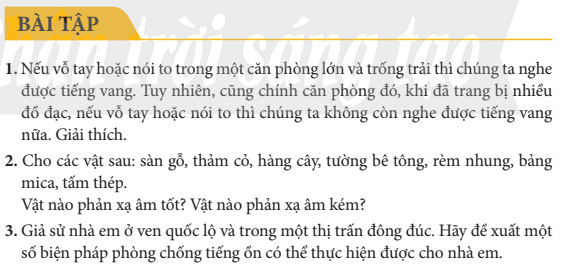 BÀI TẬP
1. Nếu vỗ tay hoặc nói to trong một căn phòng lớn và trống trải thì chúng ta nghe
được tiếng vang. Tuy nhiên, cũng chính căn phòng đó, khi đã trang bị nhiều
đồ đạc, nếu vỗ tay hoặc nói to thì chúng ta không còn nghe được tiếng vang
nữa. Giải thích.
2. Cho các vật sau: sàn gỗ, thảm cỏ, hàng cây, tường bê tông, rèm nhung, bảng
mica, tấm thép.
Vật nào phản xạ âm tốt? Vật nào phản xạ âm kém?
3. Giả sử nhà em ở ven quốc lộ và trong một thị trấn đông đúc. Hãy đề xuất một
số biện pháp phòng chống tiếng ồn có thể thực hiện được cho nhà em.